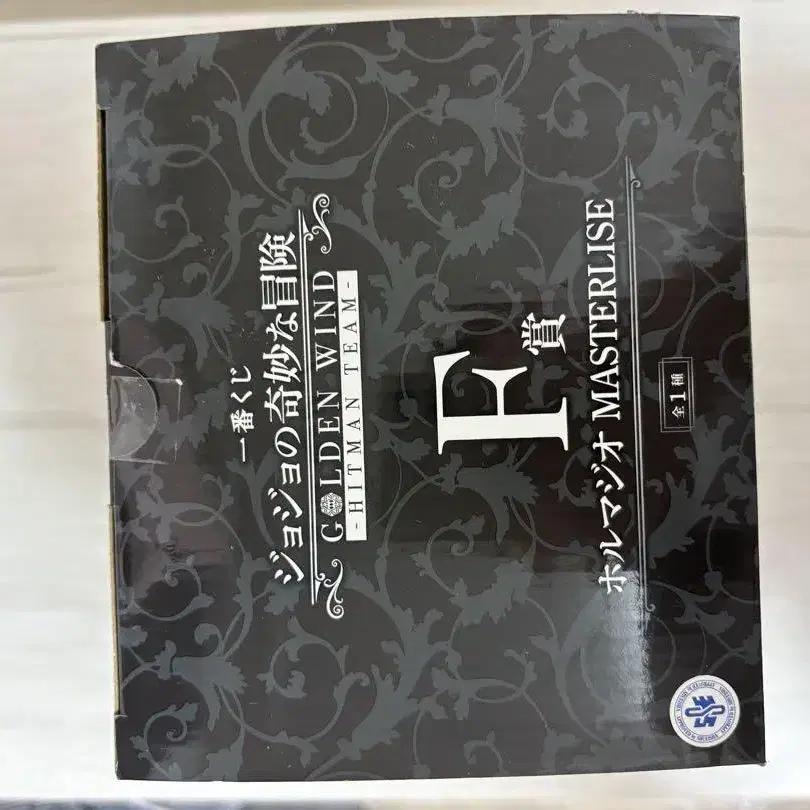 一番くじ
ジョジョの奇妙な冒険
GOLDEN WIND
-HITMAN TEAM-
F賞
ホルマジオ MASTERLISE
全1種